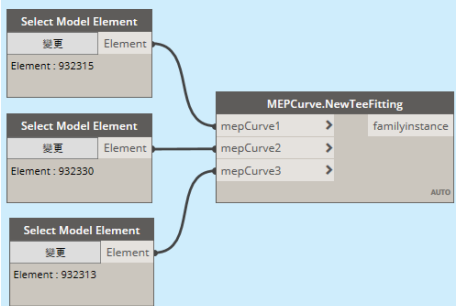 Select Model Element
變更 Element
Element : 932315
Select Model Element
變更 Element
Element : 932330
Select Model Element
變更 Element
Element : 932313
MEPCurve.NewTeeFitting
mepCurve1 > familyinstance
mepCurve2 >
mepCurve3 >
AUTO